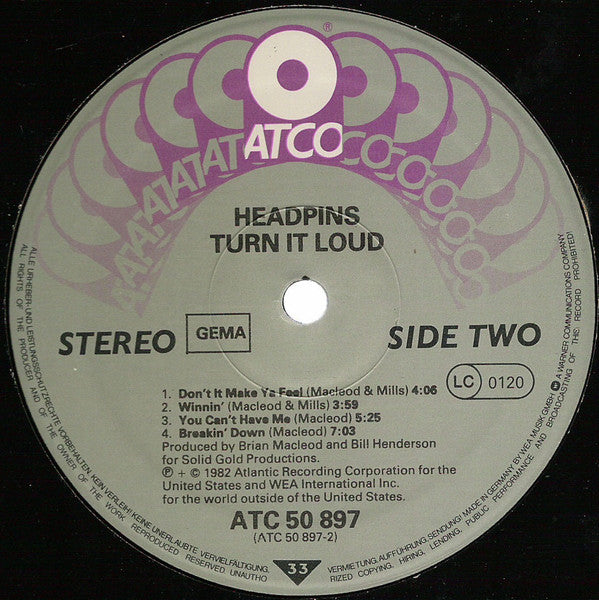 ®
ATCO
HEADPINS
TURN IT LOUD
STEREO
GEMA
SIDE TWO
LC 0120
1. Don't It Make Ya Feel (Macleod & Mills) 4:06
2. Winnin' (Macleod & Mills) 3:59
3. You Can't Have Me (Macleod) 5:25
4. Breakin' Down (Macleod) 7:03
Produced by Brian Macleod and Bill Henderson
for Solid Gold Productions.
℗ + © 1982 Atlantic Recording Corporation for the
United States and WEA International Inc.
for the world outside of the United States.
ATC 50 897
(ATC 50 897-2)
33
ALLE URHEBER- UND LEISTUNGSSCHUTZRECHTE VORBEHALTEN. KEIN VERLEIH! KEINE UNERLAUBTE VERVIELFÄLTIGUNG, VERMIETUNG, AUFFÜHRUNG, SENDUNG! MADE IN GERMANY BY WEA MUSIK GMBH A WARNER COMMUNICATIONS COMPANY
ALL RIGHTS OF THE PRODUCER AND OF THE OWNER OF THE WORK REPRODUCED RESERVED UNAUTHORIZED COPYING, HIRING, LENDING, PUBLIC PERFORMANCE AND BROADCASTING OF THIS RECORD PROHIBITED!